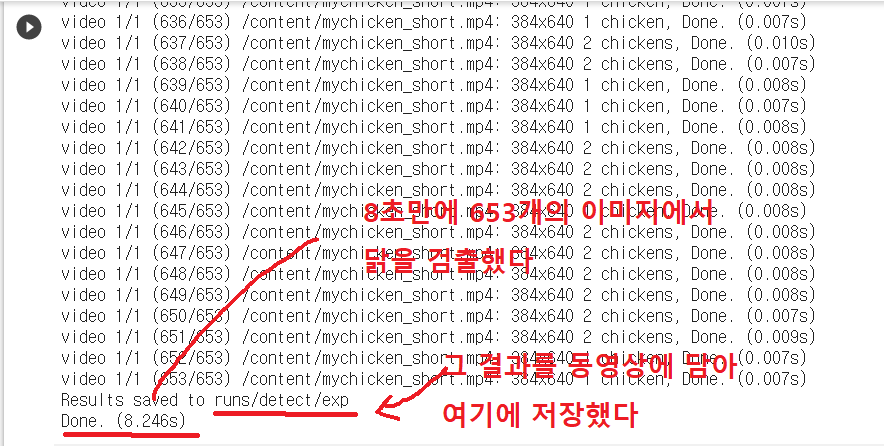 video 1/1 (636/653) /content/mychicken_short.mp4: 384x640 1 chicken, Done. (0.007s)
video 1/1 (637/653) /content/mychicken_short.mp4: 384x640 2 chickens, Done. (0.010s)
video 1/1 (638/653) /content/mychicken_short.mp4: 384x640 2 chickens, Done. (0.007s)
video 1/1 (639/653) /content/mychicken_short.mp4: 384x640 1 chicken, Done. (0.008s)
video 1/1 (640/653) /content/mychicken_short.mp4: 384x640 1 chicken, Done. (0.007s)
video 1/1 (641/653) /content/mychicken_short.mp4: 384x640 1 chicken, Done. (0.008s)
video 1/1 (642/653) /content/mychicken_short.mp4: 384x640 2 chickens, Done. (0.008s)
video 1/1 (643/653) /content/mychicken_short.mp4: 384x640 2 chickens, Done. (0.008s)
video 1/1 (644/653) /content/mychicken_short.mp4: 384x640 2 chickens, Done. (0.008s)
video 1/1 (645/653) /content/mychicken_short.mp4: 384x640 2 chickens, Done. (0.008s)
8초만에 653개의 이미지에서
video 1/1 (646/653) /content/mychicken_short.mp4: 384x640 2 chickens, Done. (0.008s)
video 1/1 (647/653) /content/mychicken_short.mp4: 384x640 2 chickens, Done. (0.008s)
닭을 검출했다
video 1/1 (648/653) /content/mychicken_short.mp4: 384x640 2 chickens, Done. (0.008s)
video 1/1 (649/653) /content/mychicken_short.mp4: 384x640 2 chickens, Done. (0.008s)
video 1/1 (650/653) /content/mychicken_short.mp4: 384x640 2 chickens, Done. (0.007s)
video 1/1 (651/653) /content/mychicken_short.mp4: 384x640 2 chickens, Done. (0.009s)
video 1/1 (652/653) /content/mychicken_short.mp4: 384x640 1 chicken, Done. (0.007s)
그 결과를 동영상에 담아
video 1/1 (653/653) /content/mychicken_short.mp4: 384x640 1 chicken, Done. (0.007s)
Results saved to runs/detect/exp
여기에 저장했다
Done. (8.246s)